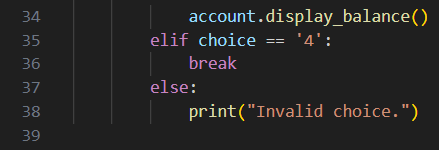 34 account.display_balance()
35 elif choice == '4':
36 break
37 else:
38 print("Invalid choice.")
39